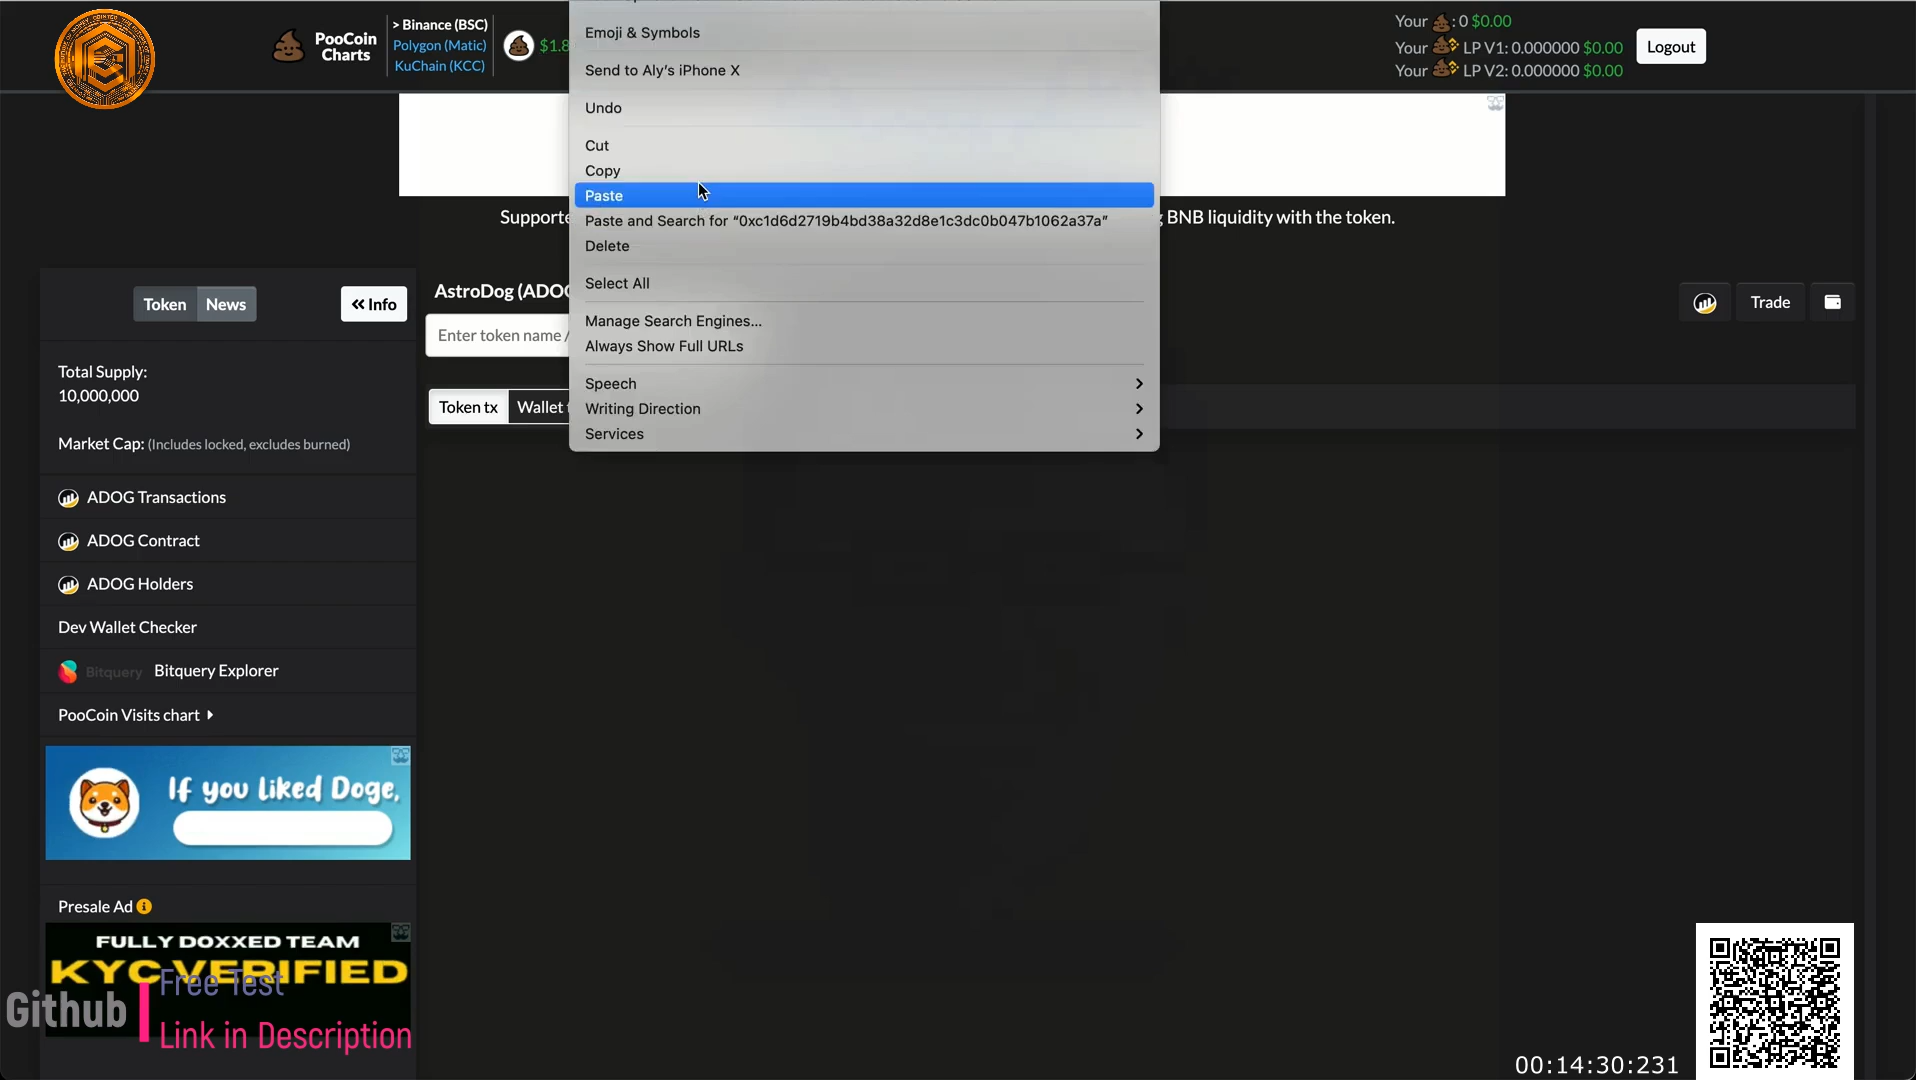 PooCoin
Charts
> Binance (BSC)
Polygon (Matic)
KuChain (KCC)
$1.8
Your : 0 $0.00
Your LP V1: 0.000000 $0.00
Your LP V2: 0.000000 $0.00
Logout
Emoji & Symbols
Send to Aly's iPhone X
Undo
Cut
Copy
Paste
Paste and Search for “0xc1d6d2719b4bd38a32d8e1c3dc0b047b1062a37a”
Delete
Select All
Manage Search Engines...
Always Show Full URLs
Speech
Writing Direction
Services
Supporte
BNB liquidity with the token.
Token
News
Info
AstroDog (ADO
Enter token name /
Trade
Token tx
Wallet
Total Supply:
10,000,000
Market Cap: (Includes locked, excludes burned)
ADOG Transactions
ADOG Contract
ADOG Holders
Dev Wallet Checker
Bitquery Bitquery Explorer
PooCoin Visits chart
If you Liked Doge,
Presale Ad
FULLY DOXXED TEAM
KYC VERIFIED
Github
Free Test
Link in Description
00:14:30:231